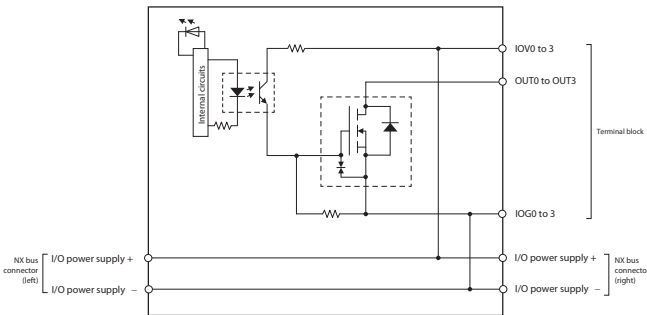 Internal circuits
IOV0 to 3
OUT0 to OUT3
Terminal block
IOG0 to 3
NX bus
connector
(left)
I/O power supply +
I/O power supply −
I/O power supply +
I/O power supply −
NX bus
connecto
(right)